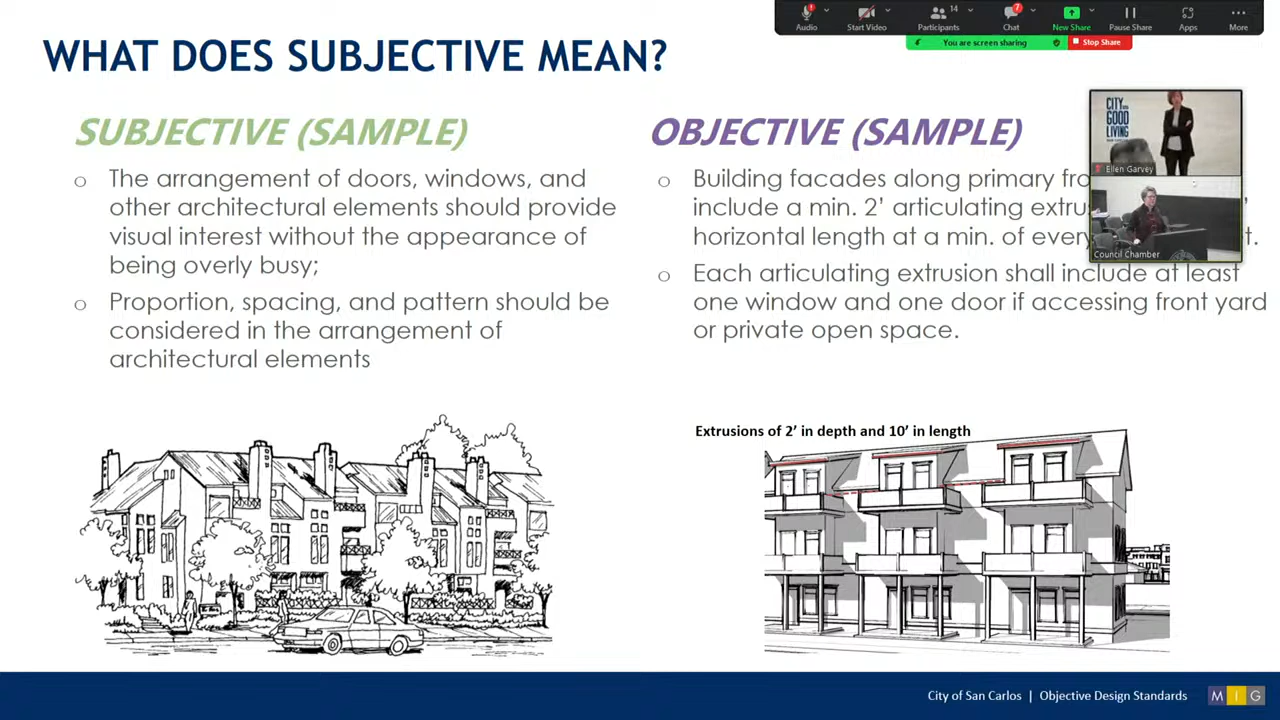 14
7
Audio
Start Video
Participants
Chat
New Share
Pause Share
Apps
More
You are screen sharing
Stop Share
WHAT DOES SUBJECTIVE MEAN?
SUBJECTIVE (SAMPLE)
The arrangement of doors, windows, and
other architectural elements should provide
visual interest without the appearance of
being overly busy;
Proportion, spacing, and pattern should be
considered in the arrangement of
architectural elements
OBJECTIVE (SAMPLE)
Building facades along primary
include a min. 2' articulating
horizontal length at a min. of every
Each articulating extrusion shall include at least
one window and one door if accessing front yard
or private open space.
CITY
GOOD
LIVING
Ellen Garvey
Council Chamber
Extrusions of 2' in depth and 10' in length
City of San Carlos | Objective Design Standards
M I G